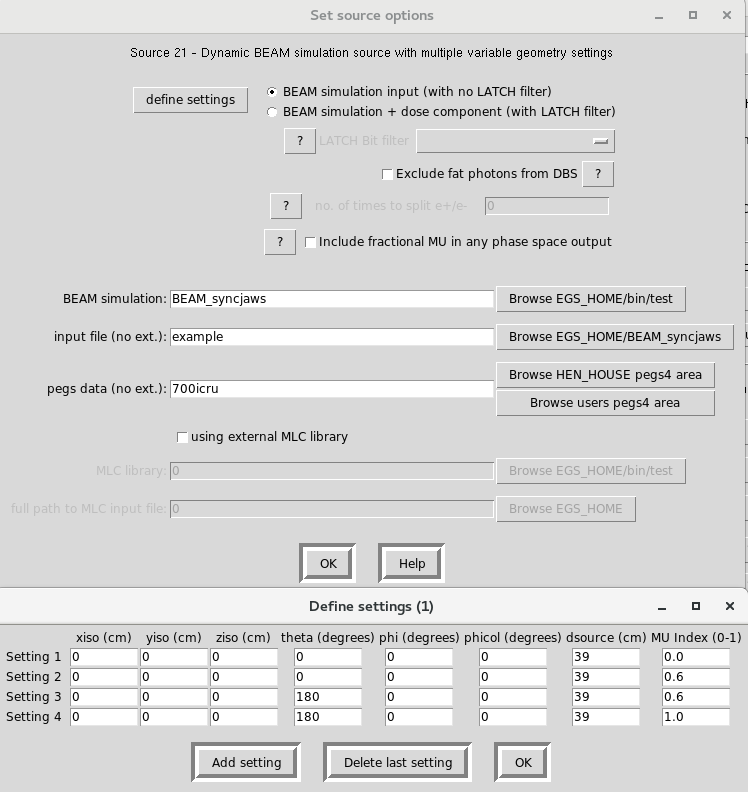 Set source options
Source 21 - Dynamic BEAM simulation source with multiple variable geometry settings
define settings
BEAM simulation input (with no LATCH filter)
BEAM simulation + dose component (with LATCH filter)
? LATCH Bit filter
Exclude fat photons from DBS ?
? no. of times to split e+/e- 0
? Include fractional MU in any phase space output
BEAM simulation: BEAM_syncjaws Browse EGS_HOME/bin/test
input file (no ext.): example Browse EGS_HOME/BEAM_syncjaws
Browse HEN_HOUSE pegs4 area
pegs data (no ext.): 700icru
Browse users pegs4 area
using external MLC library
MLC library: 0 Browse EGS_HOME/bin/test
full path to MLC input file: 0 Browse EGS_HOME
OK Help
Define settings (1)
xiso (cm) yiso (cm) ziso (cm) theta (degrees) phi (degrees) phicol (degrees) dsource (cm) MU Index (0-1)
Setting 1 0 0 0 0 0 0 39 0.0
Setting 2 0 0 0 0 0 0 39 0.6
Setting 3 0 0 0 180 0 0 39 0.6
Setting 4 0 0 0 180 0 0 39 1.0
Add setting Delete last setting OK